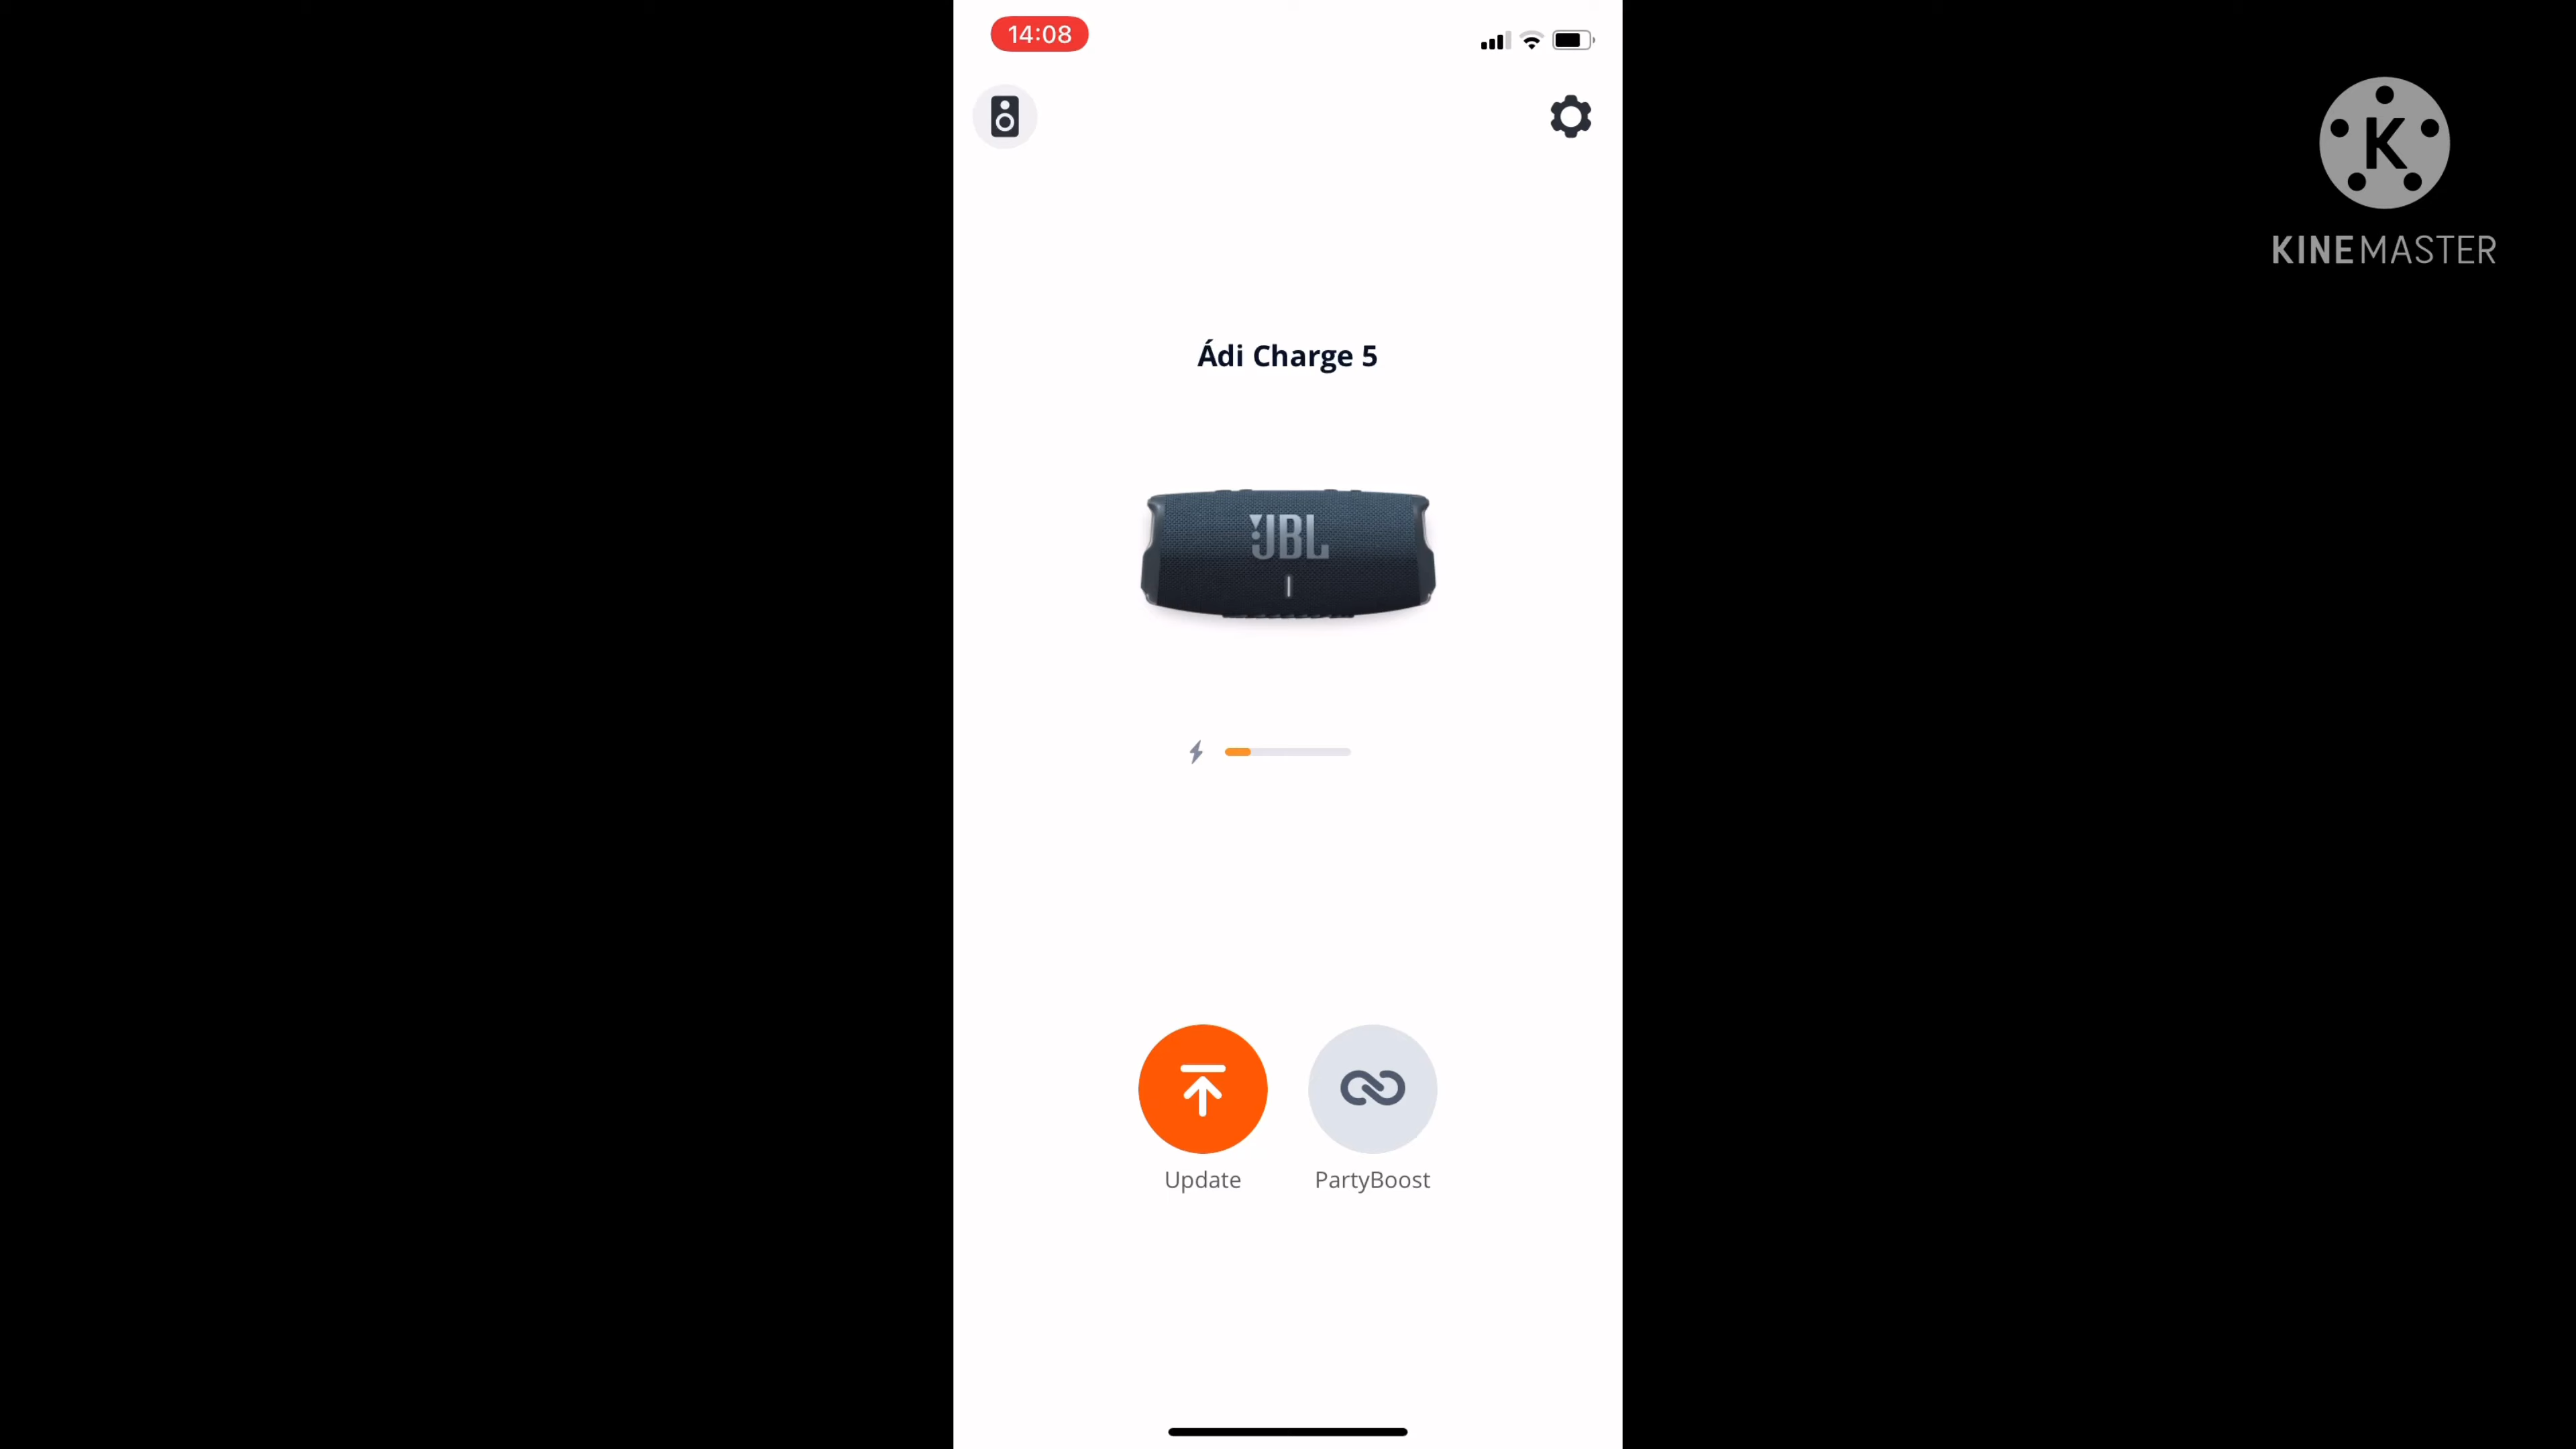 14:08
K
KINEMASTER
Ádi Charge 5
JBL
Update
PartyBoost